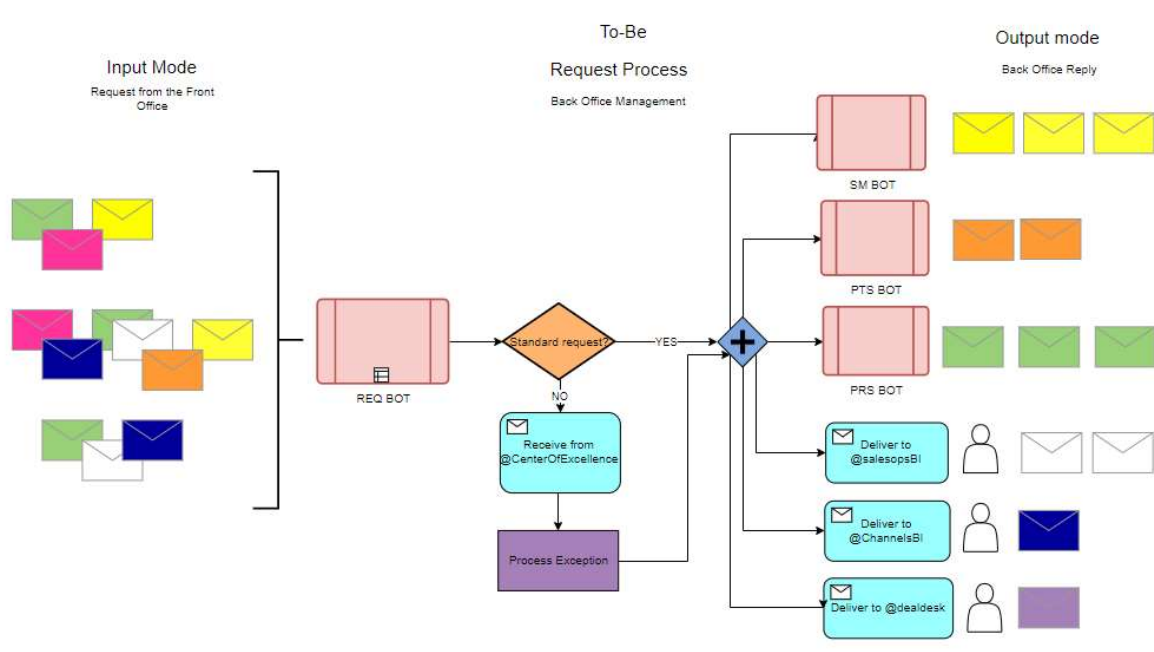 To-Be
Request Process
Back Office Management
Input Mode
Request from the Front
Office
Output mode
Back Office Reply
SM BOT
PTS BOT
PRS BOT
REQ BOT
Standard request?
YES
NO
Receive from
@CenterOfExcellence
Process Exception
Deliver to
@salesopsBI
Deliver to
@ChannelsBI
Deliver to @dealdesk